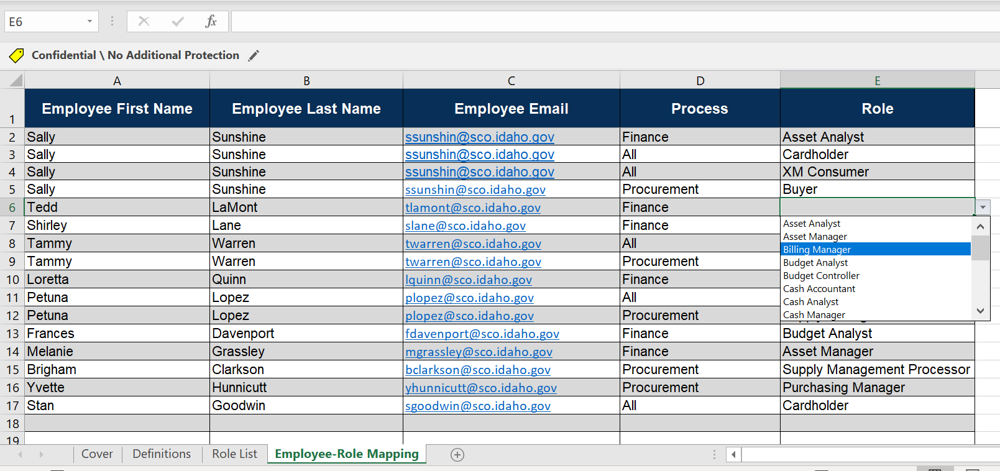 E6
fx
Confidential \ No Additional Protection
A B C D E
1 Employee First Name Employee Last Name Employee Email Process Role
2 Sally Sunshine ssunshin@sco.idaho.gov Finance Asset Analyst
3 Sally Sunshine ssunshin@sco.idaho.gov All Cardholder
4 Sally Sunshine ssunshin@sco.idaho.gov All XM Consumer
5 Sally Sunshine ssunshin@sco.idaho.gov Procurement Buyer
6 Tedd LaMont tlamont@sco.idaho.gov Finance
7 Shirley Lane slane@sco.idaho.gov Finance
8 Tammy Warren twarren@sco.idaho.gov All
9 Tammy Warren twarren@sco.idaho.gov Procurement
10 Loretta Quinn lquinn@sco.idaho.gov Finance
11 Petuna Lopez plopez@sco.idaho.gov All
12 Petuna Lopez plopez@sco.idaho.gov Procurement
Asset Analyst
Asset Manager
Billing Manager
Budget Analyst
Budget Controller
Cash Accountant
Cash Analyst
Cash Manager
13 Frances Davenport fdavenport@sco.idaho.gov Finance Budget Analyst
14 Melanie Grassley mgrassley@sco.idaho.gov Finance Asset Manager
15 Brigham Clarkson bclarkson@sco.idaho.gov Procurement Supply Management Processor
16 Yvette Hunnicutt yhunnicutt@sco.idaho.gov Procurement Purchasing Manager
17 Stan Goodwin sgoodwin@sco.idaho.gov All Cardholder
18
19
Cover Definitions Role List Employee-Role Mapping